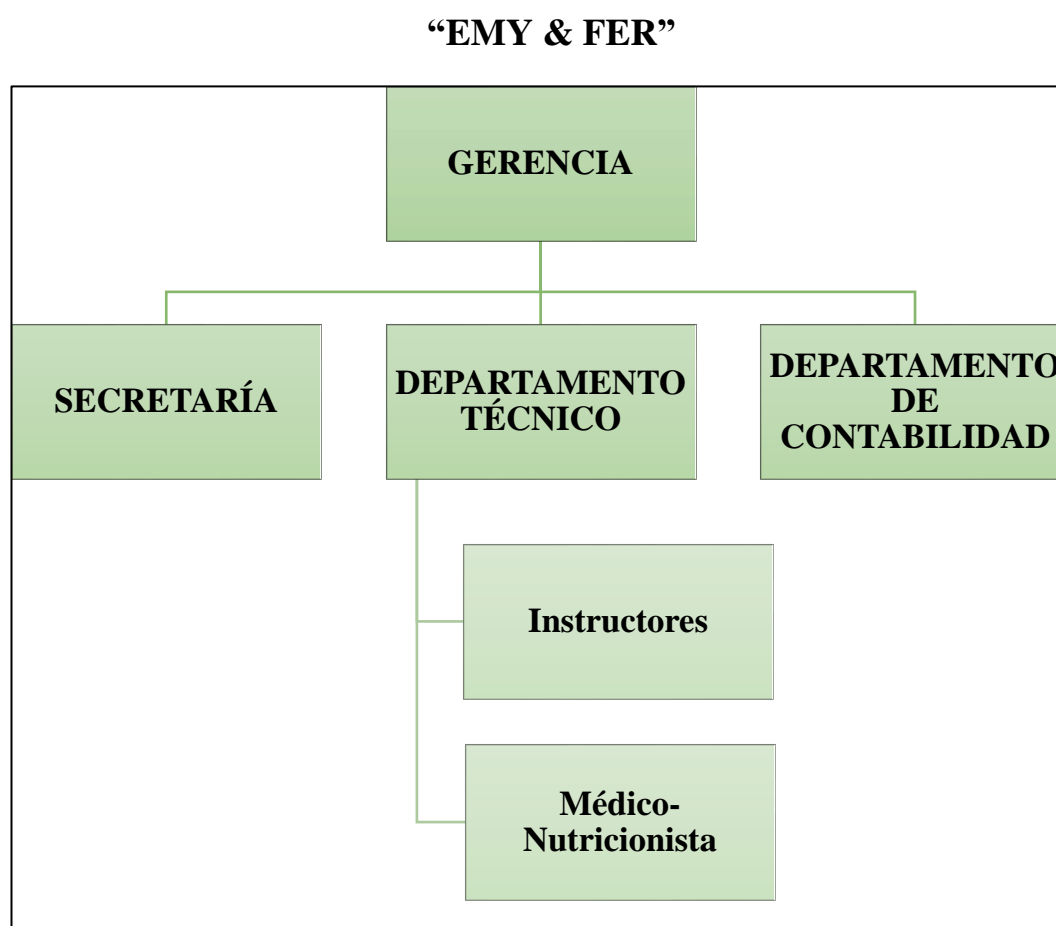 “EMY & FER”
GERENCIA
SECRETARÍA
DEPARTAMENTO
TÉCNICO
DEPARTAMENTO
DE
CONTABILIDAD
Instructores
Médico-
Nutricionista